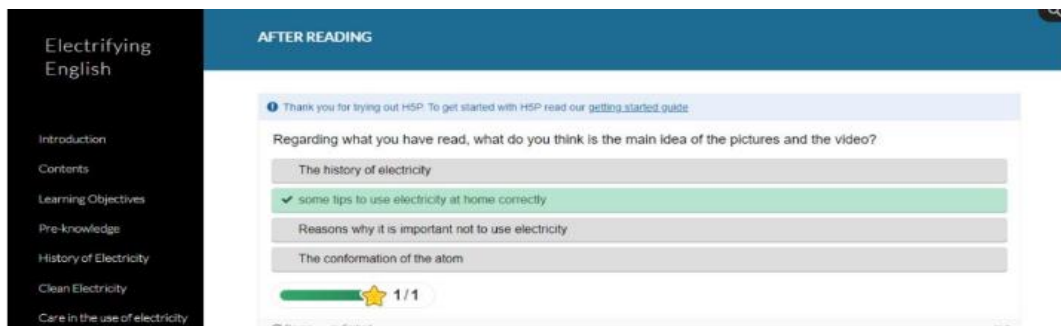 Electrifying
English
Introduction
Contents
Learning Objectives
Pre-knowledge
History of Electricity
Clean Electricity
Care in the use of electricity
AFTER READING
Thank you for trying out H5P. To get started with H5P read our getting started guide
Regarding what you have read, what do you think is the main idea of the pictures and the video?
The history of electricity
some tips to use electricity at home correctly
Reasons why it is important not to use electricity
The conformation of the atom
1/1